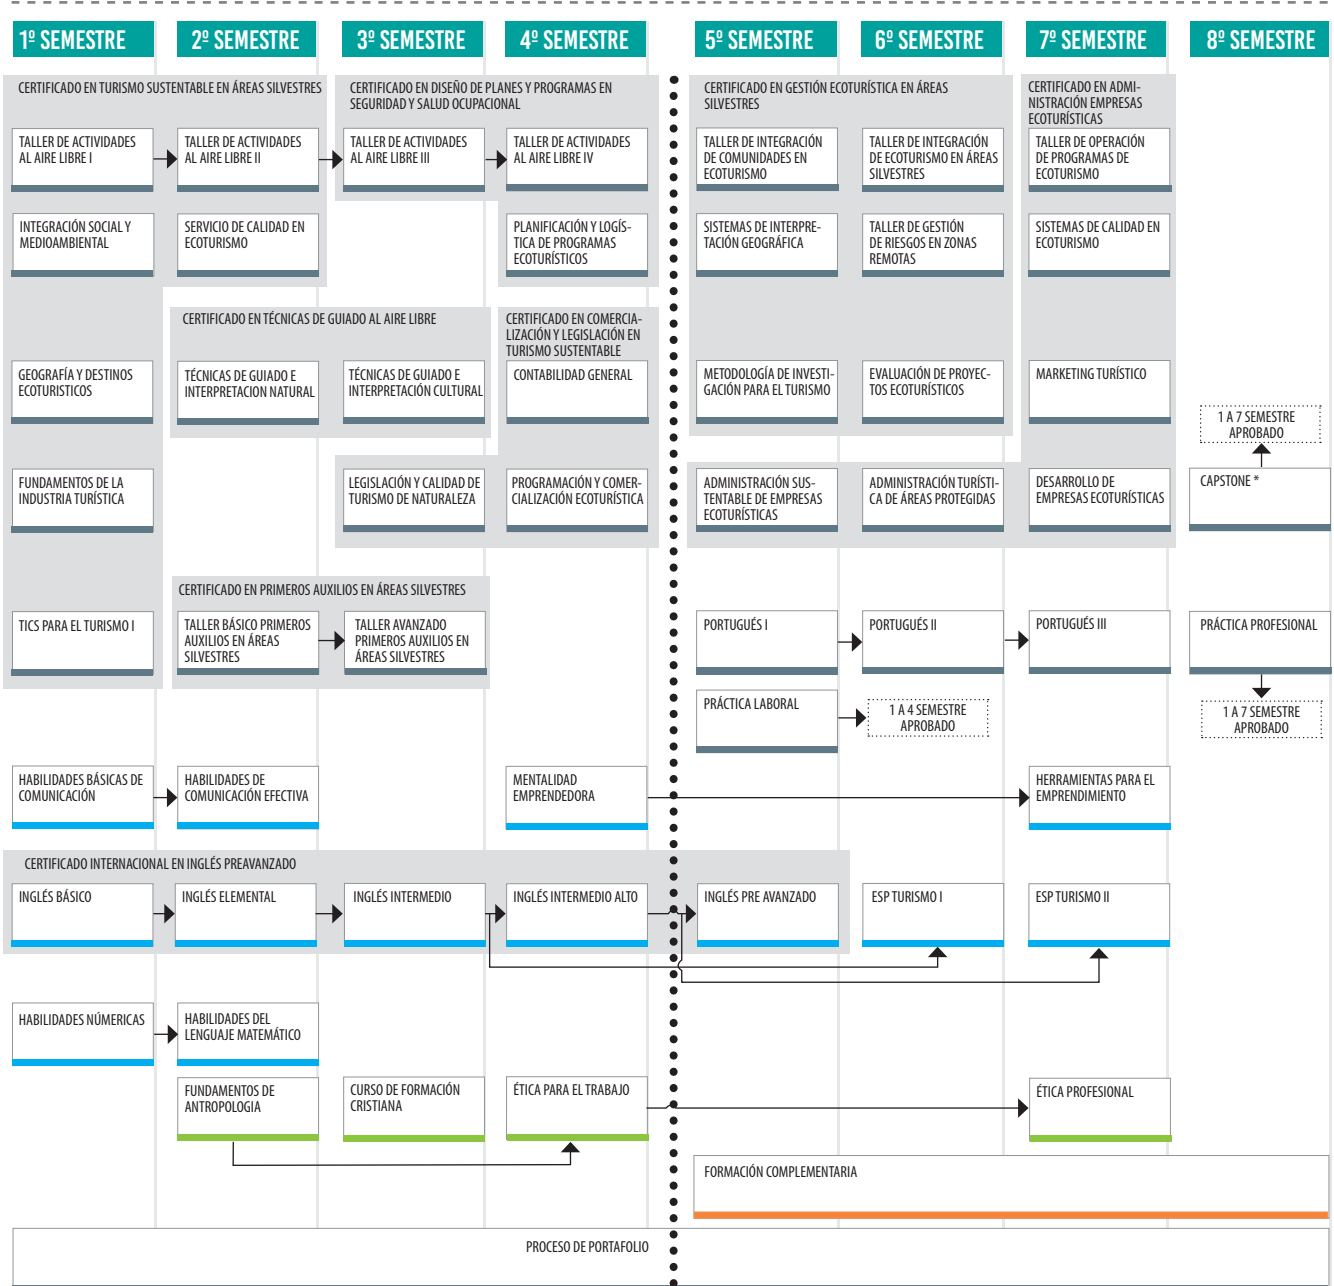 1º SEMESTRE
2º SEMESTRE
3º SEMESTRE
4º SEMESTRE
5º SEMESTRE
6º SEMESTRE
7º SEMESTRE
8º SEMESTRE
CERTIFICADO EN TURISMO SUSTENTABLE EN ÁREAS SILVESTRES
CERTIFICADO EN DISEÑO DE PLANES Y PROGRAMAS EN
SEGURIDAD Y SALUD OCUPACIONAL
CERTIFICADO EN GESTIÓN ECOTURÍSTICA EN ÁREAS
SILVESTRES
CERTIFICADO EN ADMI-
NISTRACIÓN EMPRESAS
ECOTURÍSTICAS
TALLER DE ACTIVIDADES
AL AIRE LIBRE I
TALLER DE ACTIVIDADES
AL AIRE LIBRE II
TALLER DE ACTIVIDADES
AL AIRE LIBRE III
TALLER DE ACTIVIDADES
AL AIRE LIBRE IV
TALLER DE INTEGRACIÓN
DE COMUNIDADES EN
ECOTURISMO
TALLER DE INTEGRACIÓN
DE ECOTURISMO EN ÁREAS
SILVESTRES
TALLER DE OPERACIÓN
DE PROGRAMAS DE
ECOTURISMO
INTEGRACIÓN SOCIAL Y
MEDIOAMBIENTAL
SERVICIO DE CALIDAD EN
ECOTURISMO
PLANIFICACIÓN Y LOGÍS-
TICA DE PROGRAMAS
ECOTURÍSTICOS
SISTEMAS DE INTERPRE-
TACIÓN GEOGRÁFICA
TALLER DE GESTIÓN
DE RIESGOS EN ZONAS
REMOTAS
SISTEMAS DE CALIDAD EN
ECOTURISMO
CERTIFICADO EN TÉCNICAS DE GUIADO AL AIRE LIBRE
CERTIFICADO EN COMERCIA-
LIZACIÓN Y LEGISLACIÓN EN
TURISMO SUSTENTABLE
GEOGRAFÍA Y DESTINOS
ECOTURISTICOS
TÉCNICAS DE GUIADO E
INTERPRETACION NATURAL
TÉCNICAS DE GUIADO E
INTERPRETACIÓN CULTURAL
CONTABILIDAD GENERAL
METODOLOGÍA DE INVESTI-
GACIÓN PARA EL TURISMO
EVALUACIÓN DE PROYEC-
TOS ECOTURÍSTICOS
MARKETING TURÍSTICO
1 A 7 SEMESTRE
APROBADO
FUNDAMENTOS DE LA
INDUSTRIA TURÍSTICA
LEGISLACIÓN Y CALIDAD DE
TURISMO DE NATURALEZA
PROGRAMACIÓN Y COMER-
CIALIZACIÓN ECOTURÍSTICA
ADMINISTRACIÓN SUS-
TENTABLE DE EMPRESAS
ECOTURÍSTICAS
ADMINISTRACIÓN TURÍSTI-
CA DE ÁREAS PROTEGIDAS
DESARROLLO DE
EMPRESAS ECOTURÍSTICAS
CAPSTONE *
CERTIFICADO EN PRIMEROS AUXILIOS EN ÁREAS SILVESTRES
TICS PARA EL TURISMO I
TALLER BÁSICO PRIMEROS
AUXILIOS EN ÁREAS
SILVESTRES
TALLER AVANZADO
PRIMEROS AUXILIOS EN
ÁREAS SILVESTRES
PORTUGUÉS I
PORTUGUÉS II
PORTUGUÉS III
PRÁCTICA PROFESIONAL
PRÁCTICA LABORAL
1 A 4 SEMESTRE
APROBADO
1 A 7 SEMESTRE
APROBADO
HABILIDADES BÁSICAS DE
COMUNICACIÓN
HABILIDADES DE
COMUNICACIÓN EFECTIVA
MENTALIDAD
EMPRENDEDORA
HERRAMIENTAS PARA EL
EMPRENDIMIENTO
CERTIFICADO INTERNACIONAL EN INGLÉS PREAVANZADO
INGLÉS BÁSICO
INGLÉS ELEMENTAL
INGLÉS INTERMEDIO
INGLÉS INTERMEDIO ALTO
INGLÉS PRE AVANZADO
ESP TURISMO I
ESP TURISMO II
HABILIDADES NÚMERICAS
HABILIDADES DEL
LENGUAJE MATEMÁTICO
FUNDAMENTOS DE
ANTROPOLOGIA
CURSO DE FORMACIÓN
CRISTIANA
ÉTICA PARA EL TRABAJO
ÉTICA PROFESIONAL
FORMACIÓN COMPLEMENTARIA
PROCESO DE PORTAFOLIO